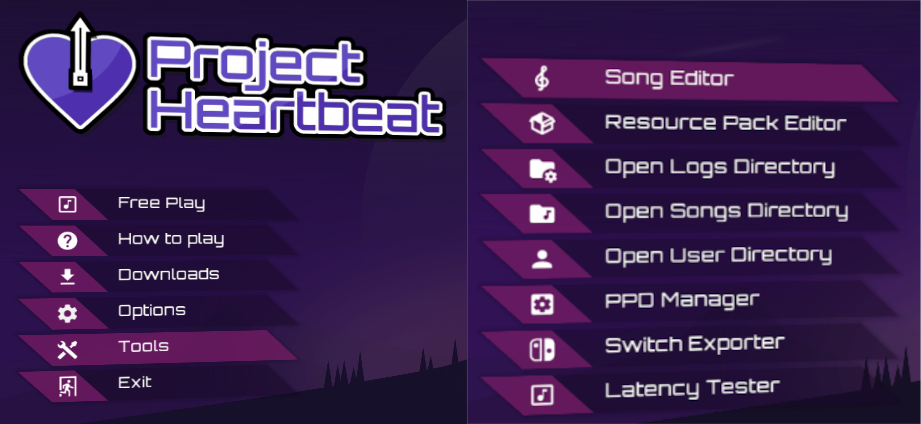 Project
Heartbeat
Free Play
How to play
Downloads
Options
Tools
Exit
Song Editor
Resource Pack Editor
Open Logs Directory
Open Songs Directory
Open User Directory
PPD Manager
Switch Exporter
Latency Tester